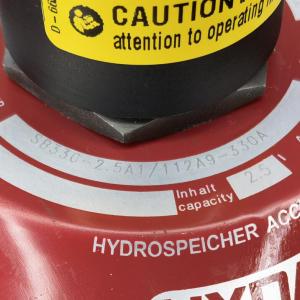 CAUTION
attention to operating
SB330-2.5A1/112A9-330A
Inhalt
capacity
2.5 l
HYDROSPEICHER ACC